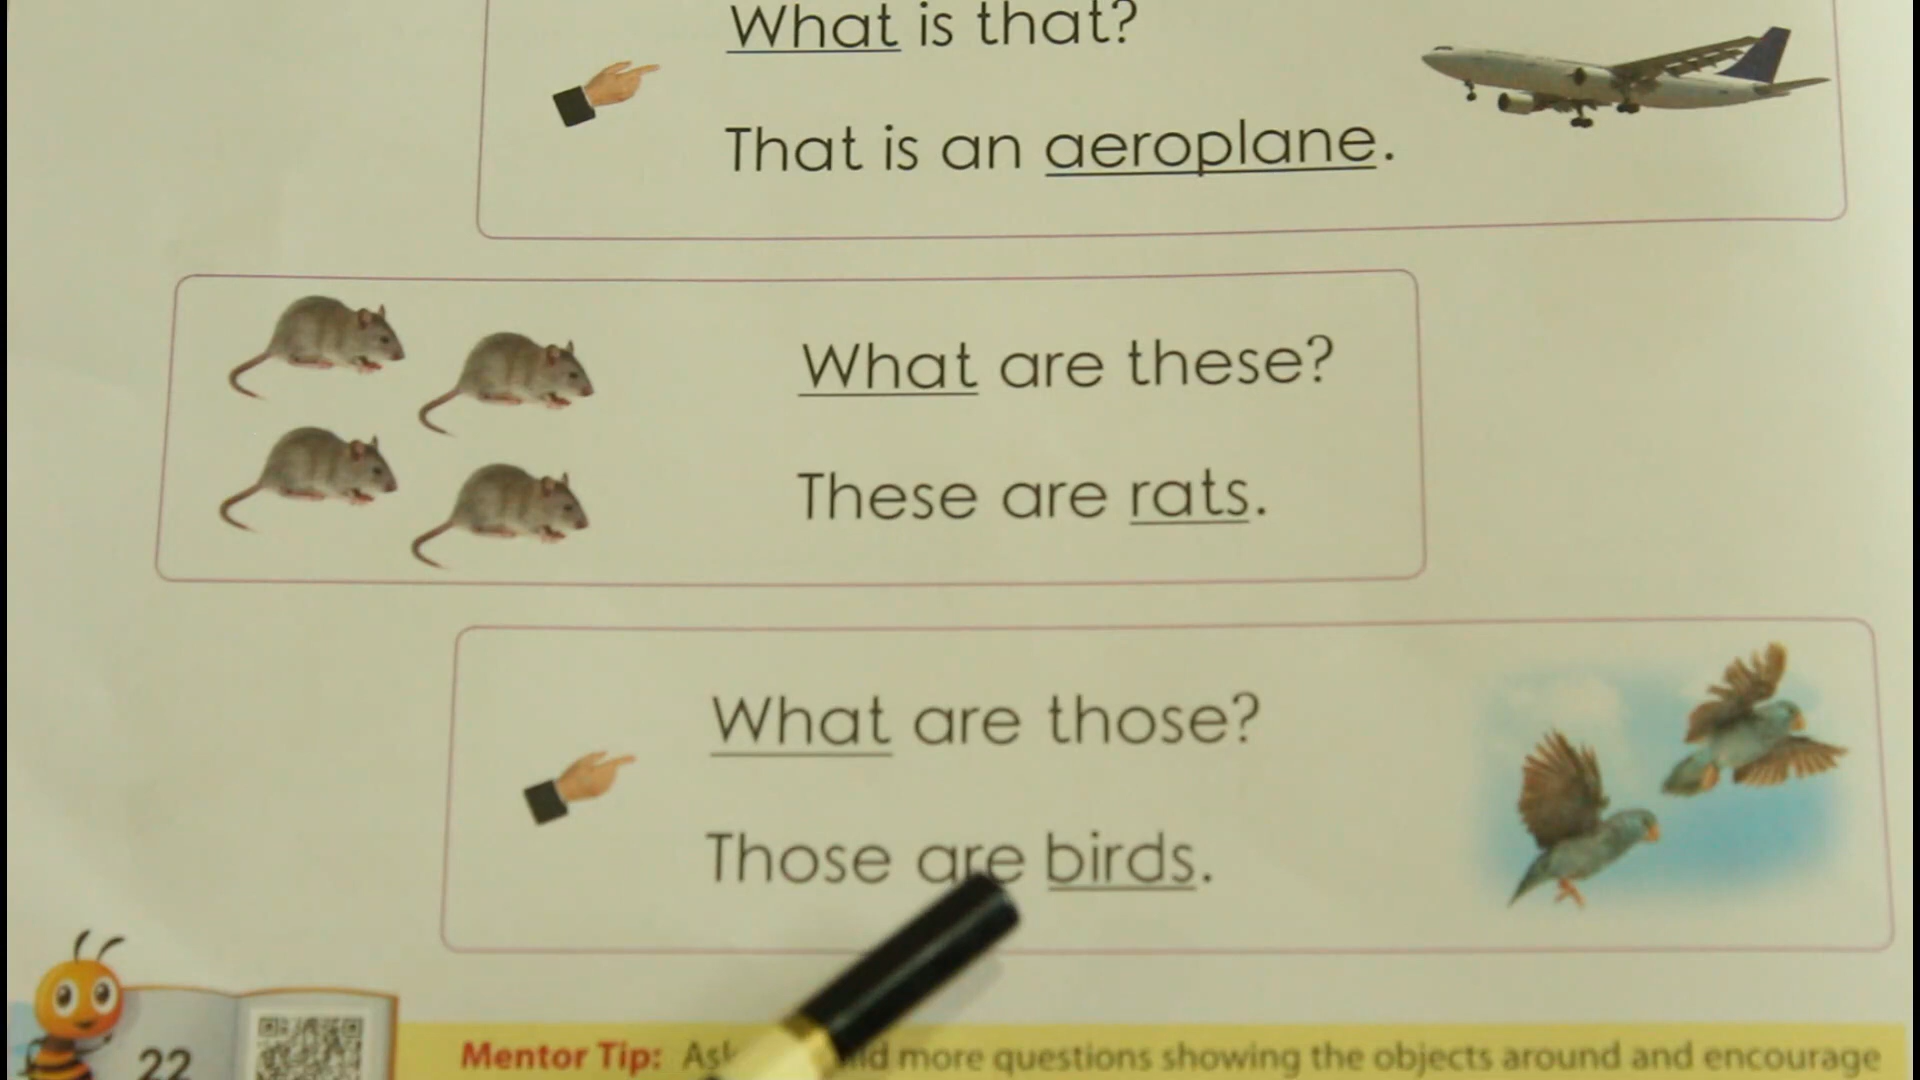 What is that?
That is an aeroplane.
What are these?
These are rats.
What are those?
Those are birds.
22
Mentor Tip: more questions showing the objects around and encourage